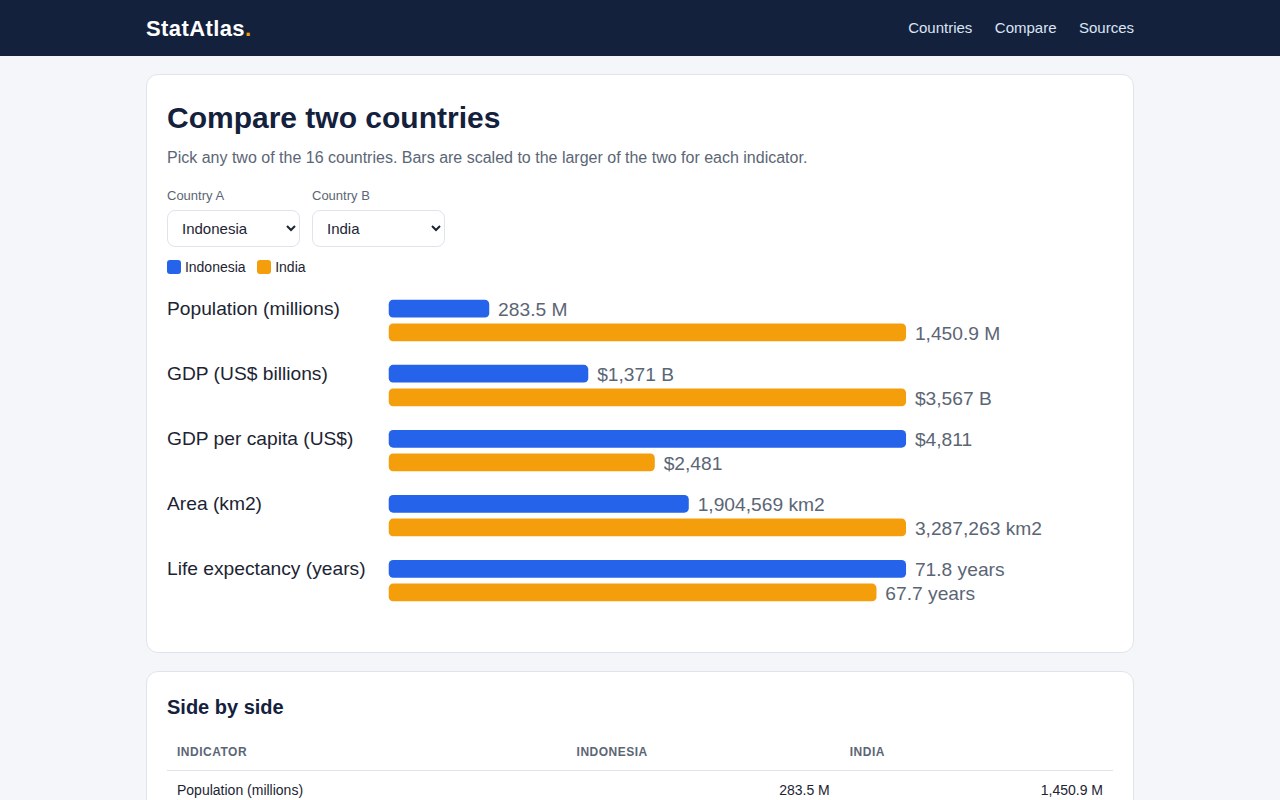 StatAtlas.
Countries Compare Sources
Compare two countries
Pick any two of the 16 countries. Bars are scaled to the larger of the two for each indicator.
Country A Country B
Indonesia India
Indonesia India
Population (millions) 283.5 M
1,450.9 M
GDP (US$ billions) $1,371 B
$3,567 B
GDP per capita (US$) $4,811
$2,481
Area (km2) 1,904,569 km2
3,287,263 km2
Life expectancy (years) 71.8 years
67.7 years
Side by side
INDICATOR INDONESIA INDIA
Population (millions) 283.5 M 1,450.9 M